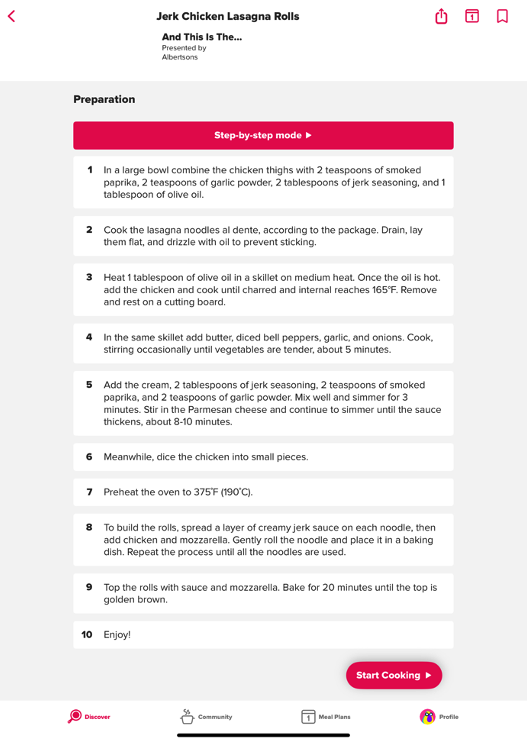 Jerk Chicken Lasagna Rolls
1
And This Is The...
Presented by
Albertsons
Preparation
Step-by-step mode
1 In a large bowl combine the chicken thighs with 2 teaspoons of smoked
paprika, 2 teaspoons of garlic powder, 2 tablespoons of jerk seasoning, and 1
tablespoon of olive oil.
2 Cook the lasagna noodles al dente, according to the package. Drain, lay
them flat, and drizzle with oil to prevent sticking.
3 Heat 1 tablespoon of olive oil in a skillet on medium heat. Once the oil is hot.
add the chicken and cook until charred and internal reaches 165°F. Remove
and rest on a cutting board.
4 In the same skillet add butter, diced bell peppers, garlic, and onions. Cook,
stirring occasionally until vegetables are tender, about 5 minutes.
5 Add the cream, 2 tablespoons of jerk seasoning, 2 teaspoons of smoked
paprika, and 2 teaspoons of garlic powder. Mix well and simmer for 3
minutes. Stir in the Parmesan cheese and continue to simmer until the sauce
thickens, about 8-10 minutes.
6 Meanwhile, dice the chicken into small pieces.
7 Preheat the oven to 375°F (190°C).
8 To build the rolls, spread a layer of creamy jerk sauce on each noodle, then
add chicken and mozzarella. Gently roll the noodle and place it in a baking
dish. Repeat the process until all the noodles are used.
9 Top the rolls with sauce and mozzarella. Bake for 20 minutes until the top is
golden brown.
10 Enjoy!
Start Cooking
Discover Community 1 Meal Plans Profile